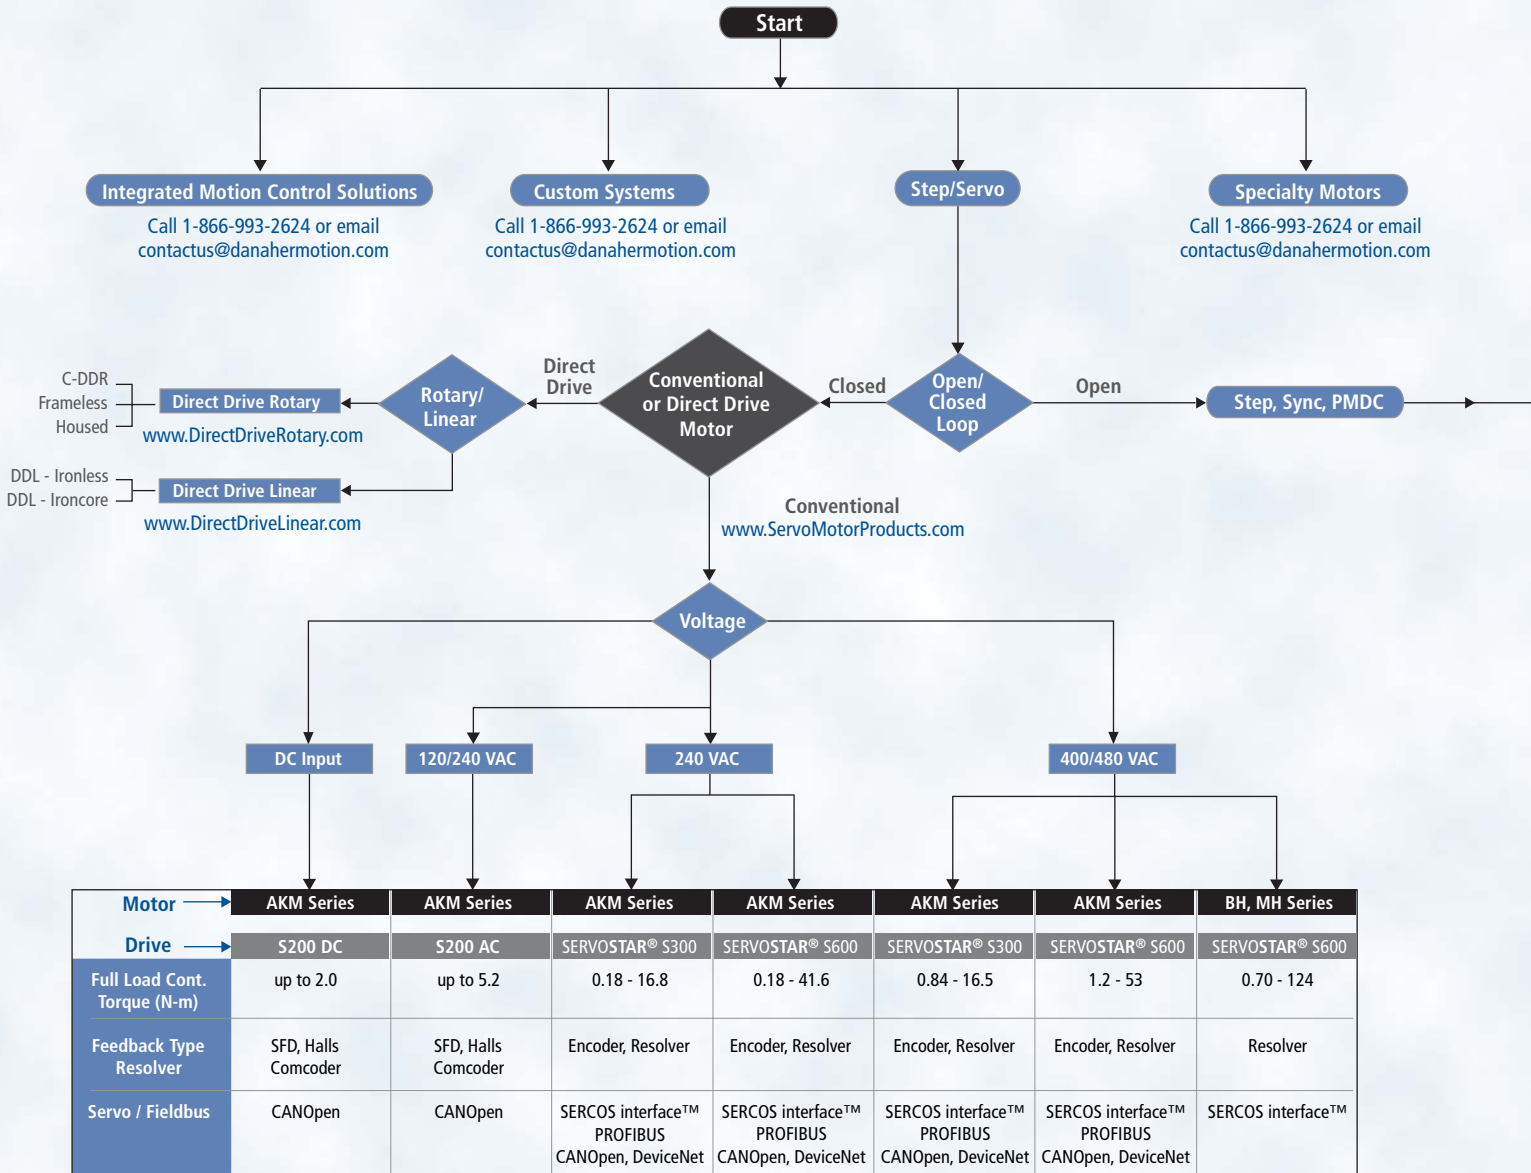 Start
Integrated Motion Control Solutions
Call 1-866-993-2624 or email
contactus@danahermotion.com
Custom Systems
Call 1-866-993-2624 or email
contactus@danahermotion.com
Step/Servo
Specialty Motors
Call 1-866-993-2624 or email
contactus@danahermotion.com
C-DDR
Frameless
Housed
Direct Drive Rotary
www.DirectDriveRotary.com
DDL - Ironless
DDL - Ironcore
Direct Drive Linear
www.DirectDriveLinear.com
Rotary/
Linear
Direct
Drive
Conventional
or Direct Drive
Motor
Closed
Open/
Closed
Loop
Open
Step, Sync, PMDC
Conventional
www.ServoMotorProducts.com
Voltage
DC Input
120/240 VAC
240 VAC
400/480 VAC
Motor AKM Series AKM Series AKM Series AKM Series AKM Series AKM Series BH, MH Series
Drive S200 DC S200 AC SERVOSTAR® S300 SERVOSTAR® S600 SERVOSTAR® S300 SERVOSTAR® S600 SERVOSTAR® S600
Full Load Cont. up to 2.0 up to 5.2 0.18 - 16.8 0.18 - 41.6 0.84 - 16.5 1.2 - 53 0.70 - 124
Torque (N-m)
Feedback Type SFD, Halls SFD, Halls Encoder, Resolver Encoder, Resolver Encoder, Resolver Encoder, Resolver Resolver
Resolver Comcoder Comcoder
Servo / Fieldbus CANOpen CANOpen SERCOS interface™ SERCOS interface™ SERCOS interface™ SERCOS interface™ SERCOS interface™
PROFIBUS PROFIBUS PROFIBUS PROFIBUS
CANOpen, DeviceNet CANOpen, DeviceNet CANOpen, DeviceNet CANOpen, DeviceNet